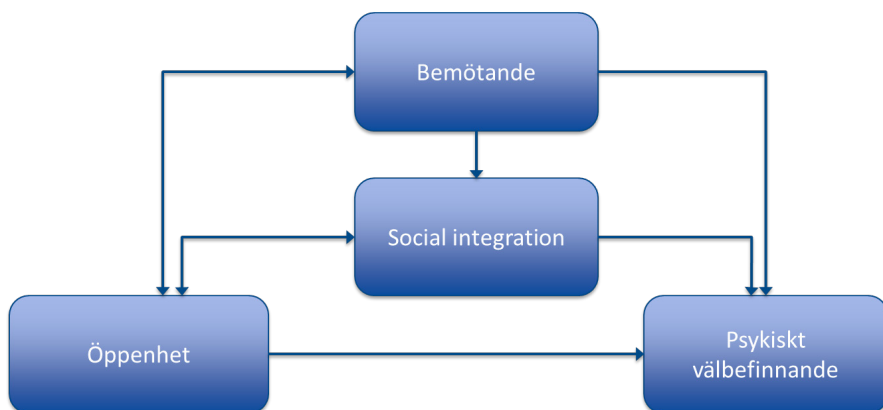 Bemötande
Social integration
Öppenhet
Psykiskt
välbefinnande